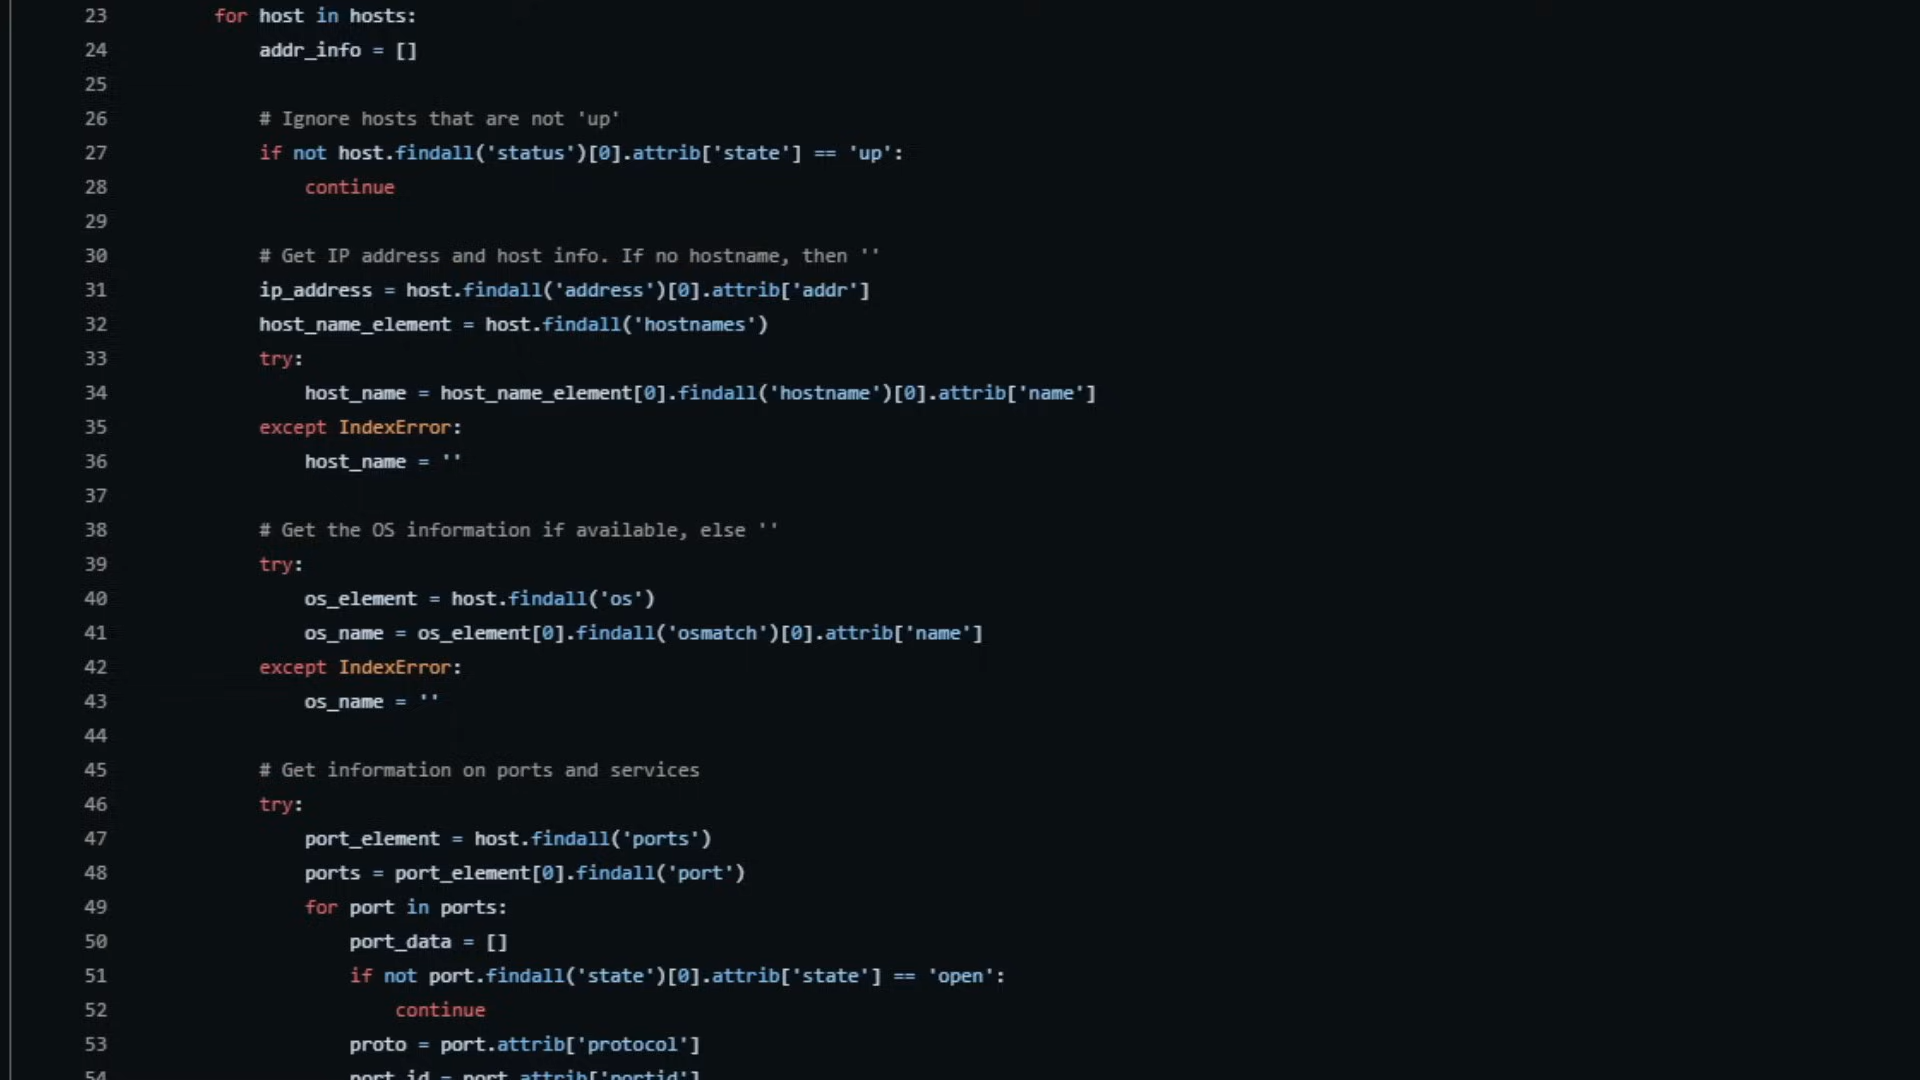 23 for host in hosts:
24 addr_info = []
25
26 # Ignore hosts that are not 'up'
27 if not host.findall('status')[0].attrib['state'] == 'up':
28 continue
29
30 # Get IP address and host info. If no hostname, then ''
31 ip_address = host.findall('address')[0].attrib['addr']
32 host_name_element = host.findall('hostnames')
33 try:
34 host_name = host_name_element[0].findall('hostname')[0].attrib['name']
35 except IndexError:
36 host_name = ''
37
38 # Get the OS information if available, else ''
39 try:
40 os_element = host.findall('os')
41 os_name = os_element[0].findall('osmatch')[0].attrib['name']
42 except IndexError:
43 os_name = ''
44
45 # Get information on ports and services
46 try:
47 port_element = host.findall('ports')
48 ports = port_element[0].findall('port')
49 for port in ports:
50 port_data = []
51 if not port.findall('state')[0].attrib['state'] == 'open':
52 continue
53 proto = port.attrib['protocol']
54 port_id = port.attrib['portid']